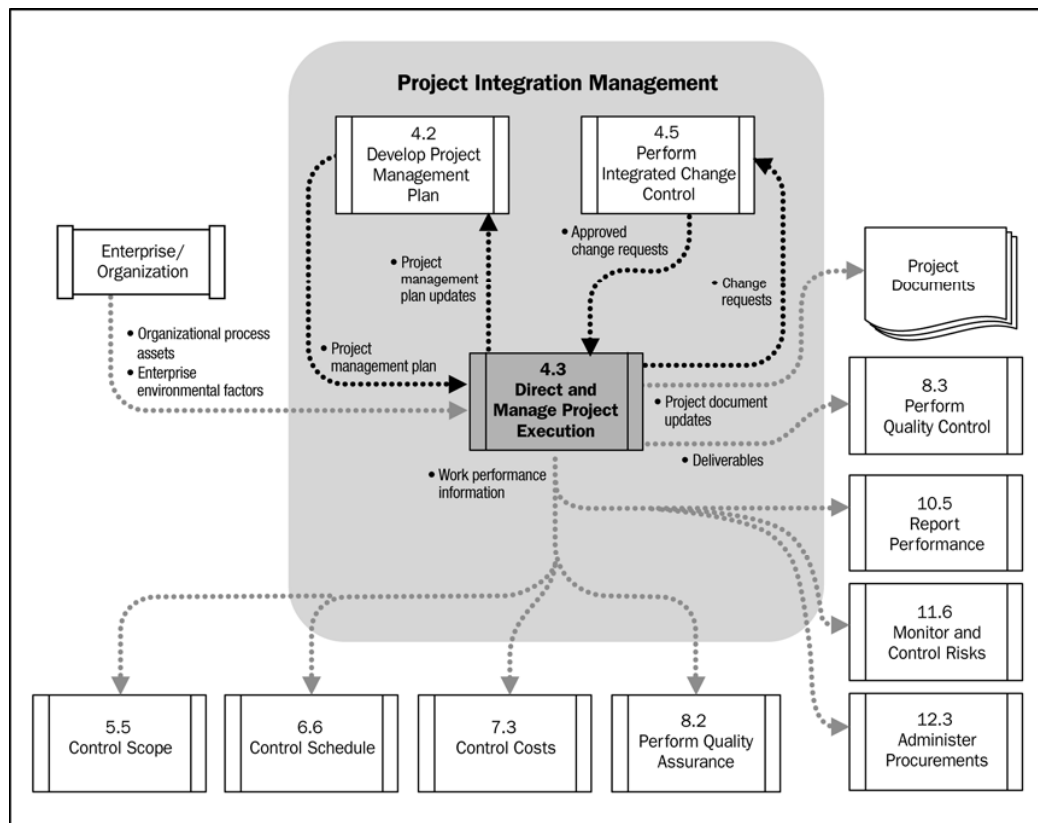 Project Integration Management
4.2
Develop Project
Management
Plan
4.5
Perform
Integrated Change
Control
Enterprise/
Organization
• Approved
change requests
• Project
management
plan updates
• Change
requests
Project
Documents
• Organizational process
assets
• Enterprise
environmental factors
• Project
management plan
4.3
Direct and
Manage Project
Execution
• Project document
updates
8.3
Perform
Quality Control
• Deliverables
• Work performance
information
10.5
Report
Performance
11.6
Monitor and
Control Risks
5.5
Control Scope
6.6
Control Schedule
7.3
Control Costs
8.2
Perform Quality
Assurance
12.3
Administer
Procurements